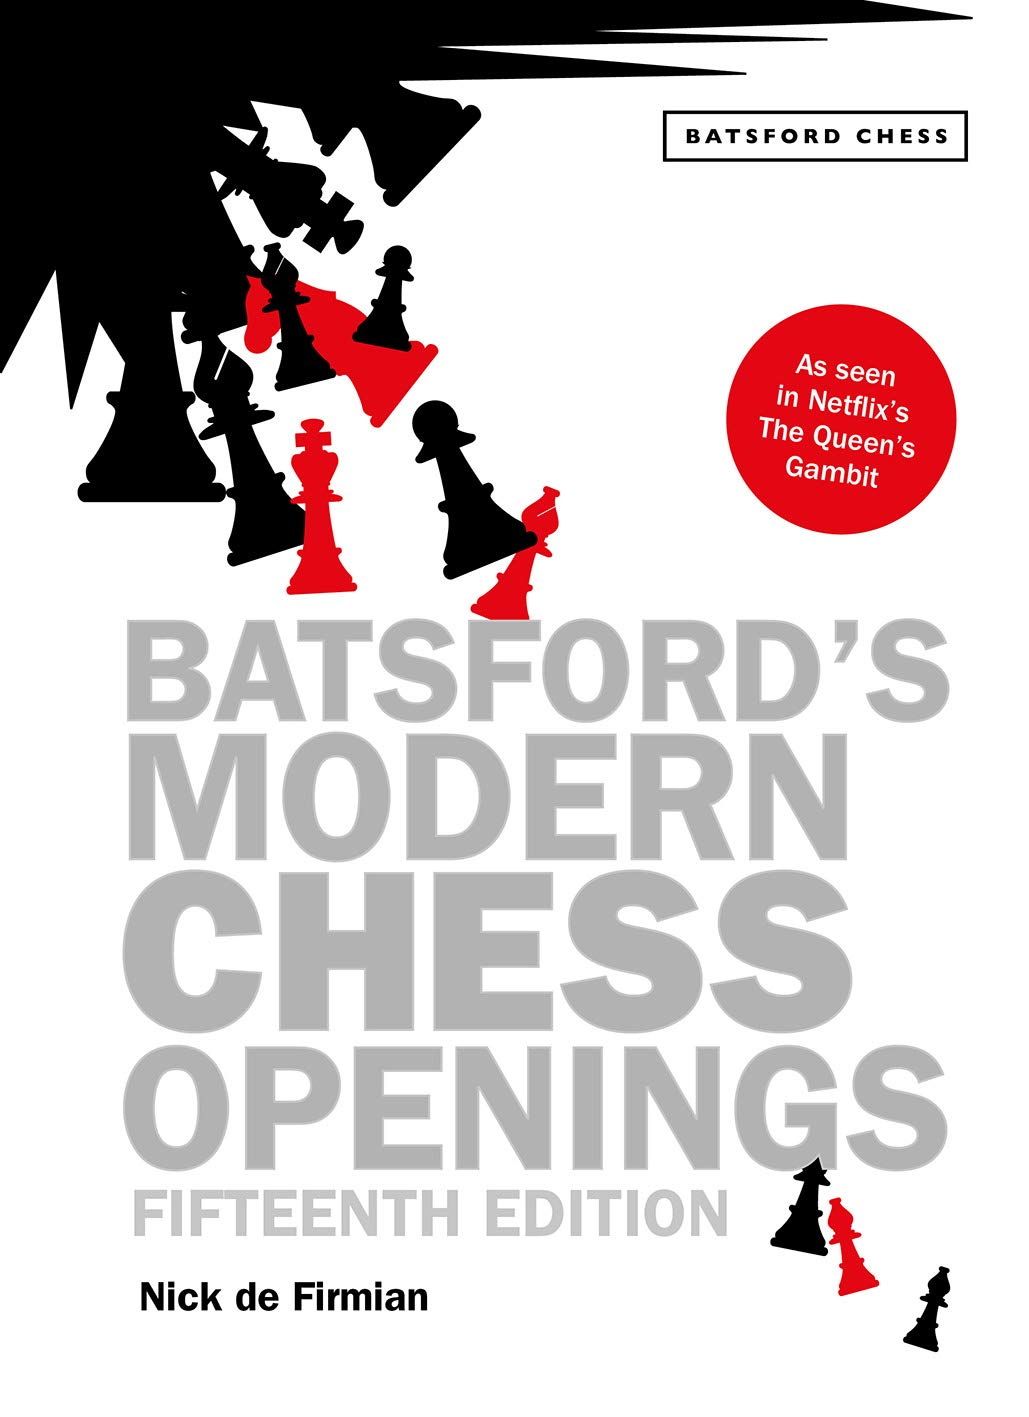 BATSFORD CHESS
As seen
in Netflix's
The Queen's
Gambit
BATSFORD'S
MODERN
CHESS
OPENINGS
FIFTEENTH EDITION
Nick de Firmian